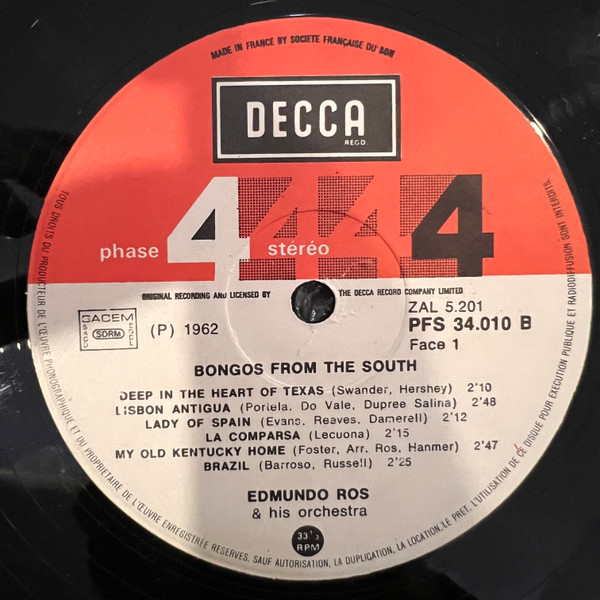 MADE IN FRANCE BY SOCIETE FRANÇAISE DU SON
DECCA
REGD.
phase 4 stéréo 4 4 4
ORIGINAL RECORDING AND LICENSED BY THE DECCA RECORD COMPANY LIMITED
SACEM
SACD SDRM
(P) 1962
ZAL 5.201
PFS 34.010 B
Face 1
BONGOS FROM THE SOUTH
DEEP IN THE HEART OF TEXAS (Swander, Hershey) 2'10
LISBON ANTIGUA (Portela, Do Vale, Dupree Salina) 2'48
LADY OF SPAIN (Evans, Reaves, Damerell) 2'12
LA COMPARSA (Lecuona) 2'15
MY OLD KENTUCKY HOME (Foster, Arr. Ros, Hanmer) 2'47
BRAZIL (Barroso, Russell) 2'25
EDMUNDO ROS
& his orchestra
33 1/3
RPM
TOUS DROITS DU PRODUCTEUR DE L'ŒUVRE PHONOGRAPHIQUE ET DU PROPRIETAIRE DE L'ŒUVRE ENREGISTREE RESERVES. SAUF AUTORISATION, LA DUPLICATION, LA LOCATION, LE PRET, L'UTILISATION DE CE DISQUE POUR EXECUTION PUBLIQUE ET RADIODIFFUSION SONT INTERDITS.